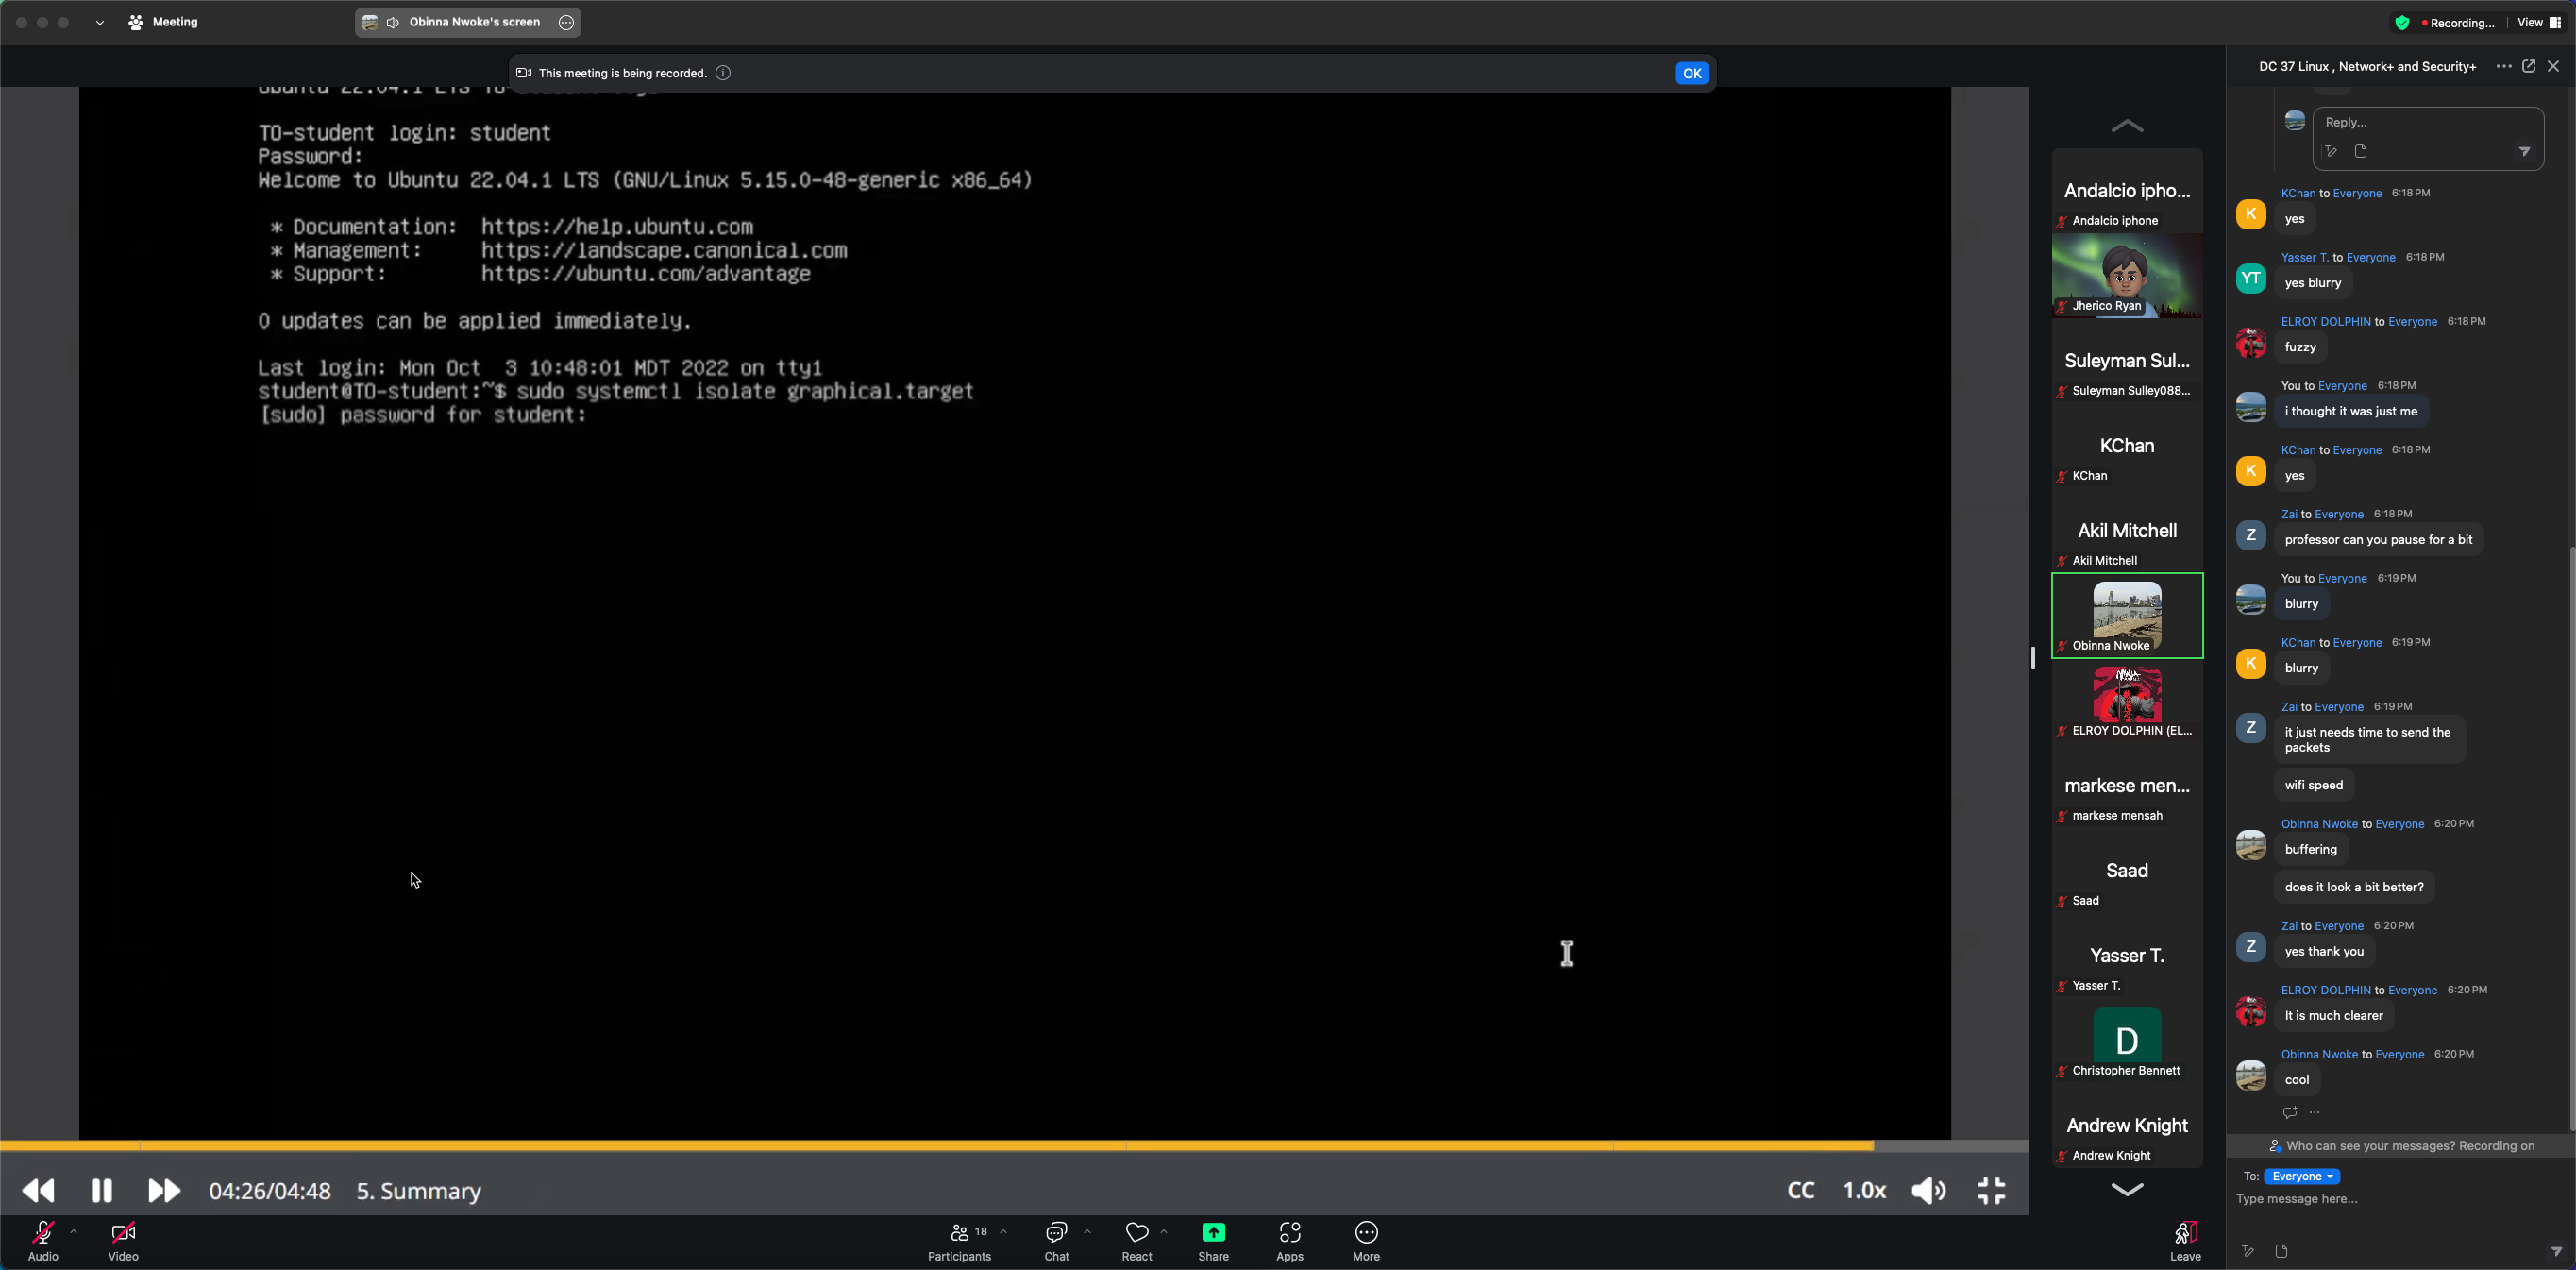 Meeting
Obinna Nwoke's screen
Recording...
View
This meeting is being recorded.
OK
TO-student login: student
Password:
Welcome to Ubuntu 22.04.1 LTS (GNU/Linux 5.15.0-48-generic x86_64)
* Documentation: https://help.ubuntu.com
* Management: https://landscape.canonical.com
* Support: https://ubuntu.com/advantage
0 updates can be applied immediately.
Last login: Mon Oct 3 10:48:01 MDT 2022 on tty1
student@TO-student:~$ sudo systemctl isolate graphical.target
[sudo] password for student:
04:26/04:48 5. Summary
CC 1.0x
Audio
Video
18
Participants
Chat
React
Share
Apps
More
Leave
Andalcio ipho...
Andalcio iphone
Jherico Ryan
Suleyman Sul...
Suleyman Sulley088...
KChan
KChan
Akil Mitchell
Akil Mitchell
Obinna Nwoke
ELROY DOLPHIN (EL...
markese men...
markese mensah
Saad
Saad
Yasser T.
Yasser T.
D
Christopher Bennett
Andrew Knight
Andrew Knight
DC 37 Linux , Network+ and Security+
Reply...
KChan to Everyone 6:18 PM
K
yes
Yasser T. to Everyone 6:18 PM
YT
yes blurry
ELROY DOLPHIN to Everyone 6:18 PM
fuzzy
You to Everyone 6:18 PM
i thought it was just me
KChan to Everyone 6:18 PM
K
yes
Zai to Everyone 6:18 PM
Z
professor can you pause for a bit
You to Everyone 6:19 PM
blurry
KChan to Everyone 6:19 PM
K
blurry
Zai to Everyone 6:19 PM
Z
it just needs time to send the
packets
wifi speed
Obinna Nwoke to Everyone 6:20 PM
buffering
does it look a bit better?
Zai to Everyone 6:20 PM
Z
yes thank you
ELROY DOLPHIN to Everyone 6:20 PM
It is much clearer
Obinna Nwoke to Everyone 6:20 PM
cool
Who can see your messages? Recording on
To: Everyone
Type message here...